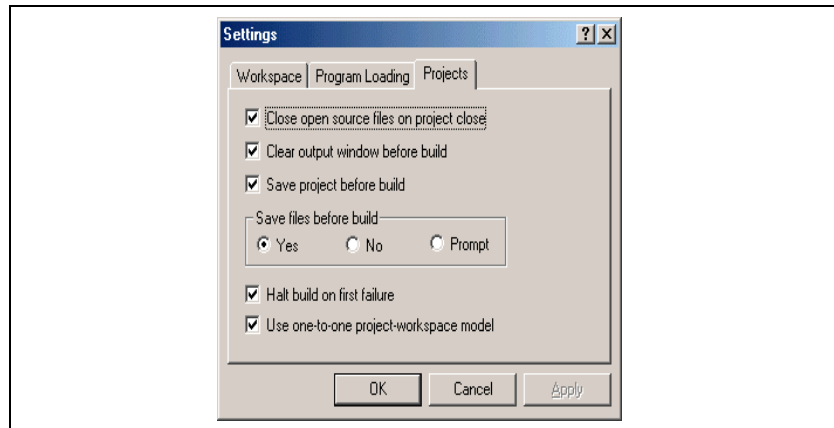 Settings
Workspace Program Loading Projects
Close open source files on project close
Clear output window before build
Save project before build
Save files before build
Yes No Prompt
Halt build on first failure
Use one-to-one project-workspace model
OK Cancel Apply